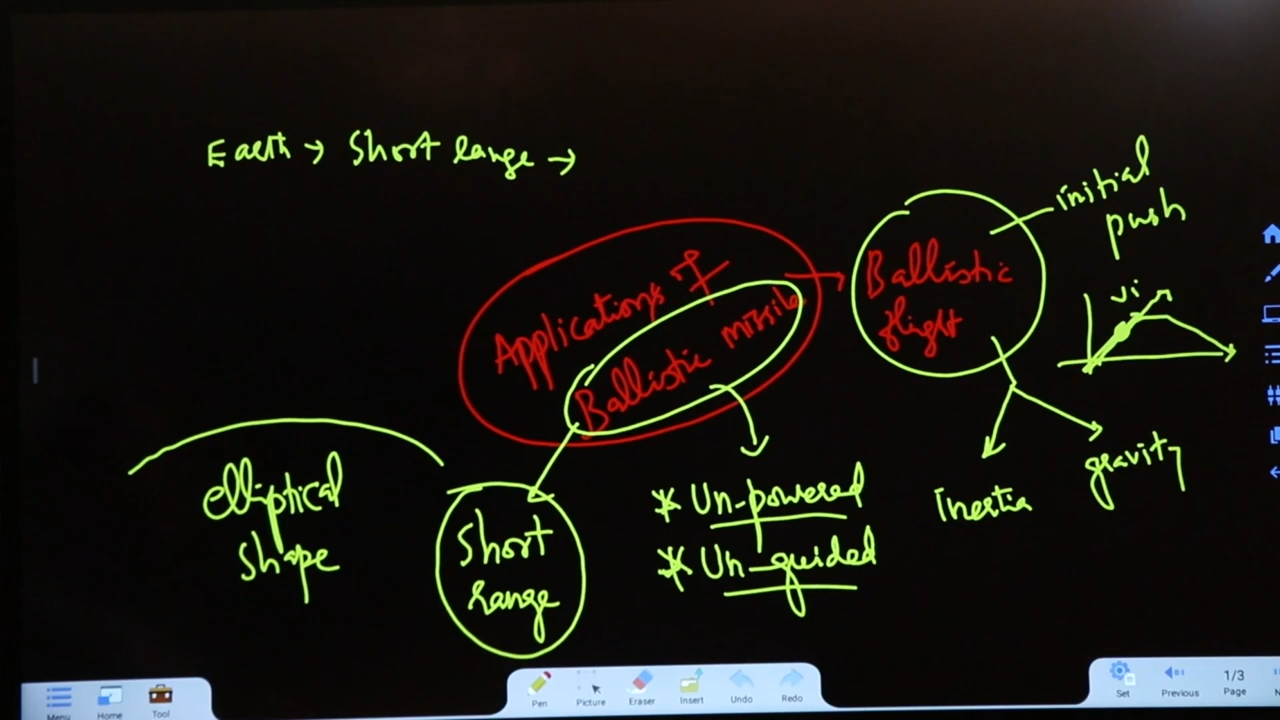 Earth → Short range →
initial
push
Applications of
Ballistic missile
Ballistic
flight
vi
elliptical
shape
Short
range
* Un-powered
* Un-guided
inertia
gravity
Menu
Home
Tool
Pen
Picture
Eraser
Insert
Undo
Redo
Set
Previous
1/3
Page